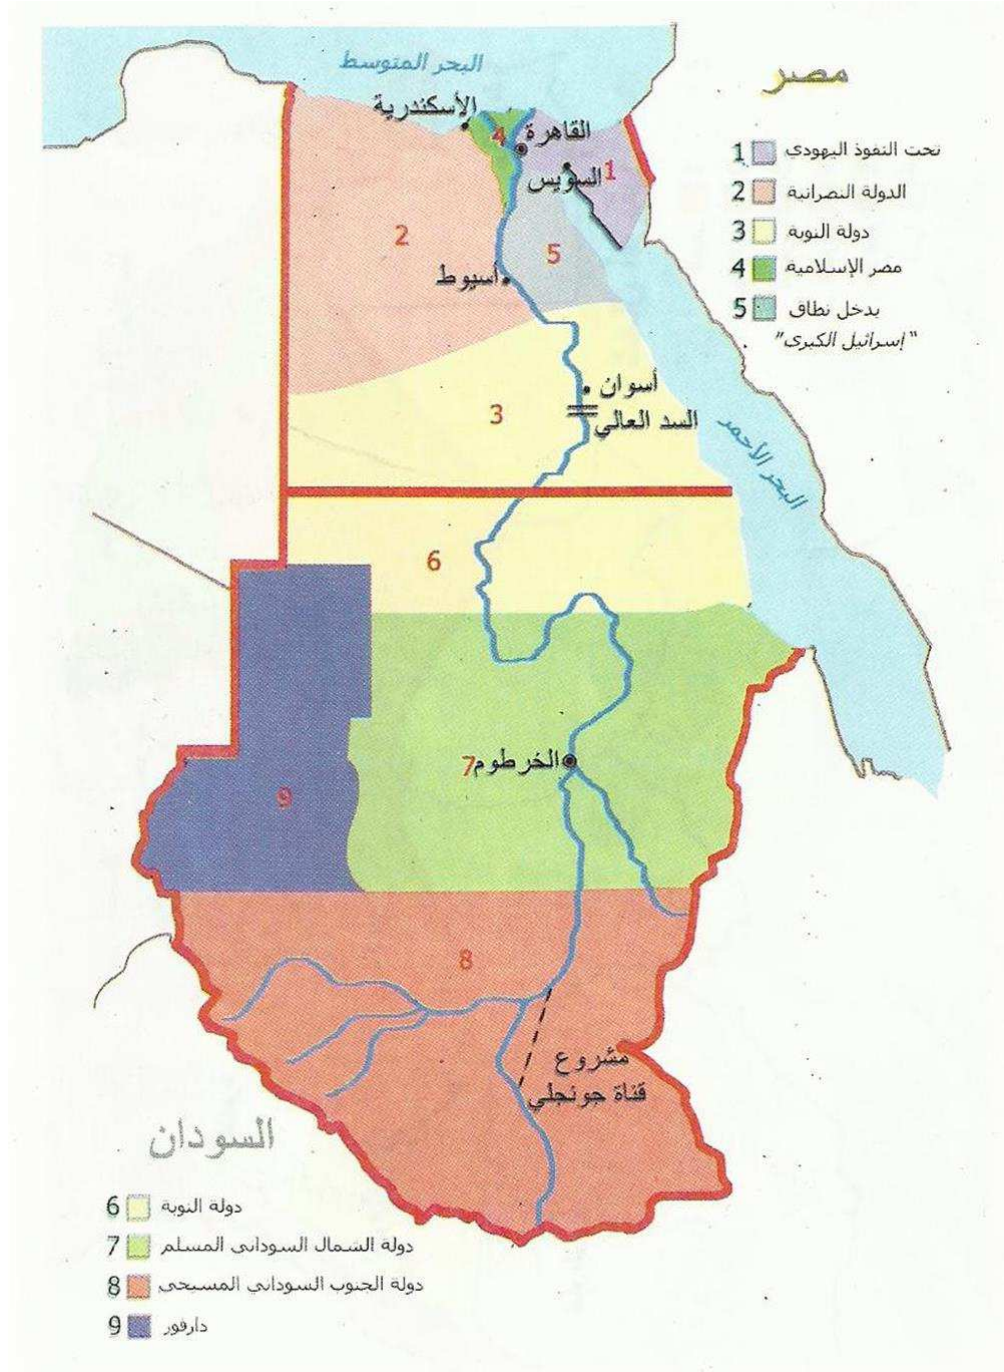 البحر المتوسط
مصر
الأسكندرية
القاهرة
4
السويس
1
1 تحت النفوذ اليهودي
2 الدولة النصرانية
3 دولة النوبة
4 مصر الإسلامية
5 يدخل نطاق
"إسرائيل الكبرى"
2
5
أسيوط
أسوان
السد العالي
3
البحر الأحمر
6
7
الخرطوم
9
8
مشروع
قناة جونجلي
السودان
6 دولة النوبة
7 دولة الشمال السوداني المسلم
8 دولة الجنوب السوداني المسيحي
9 دارفور